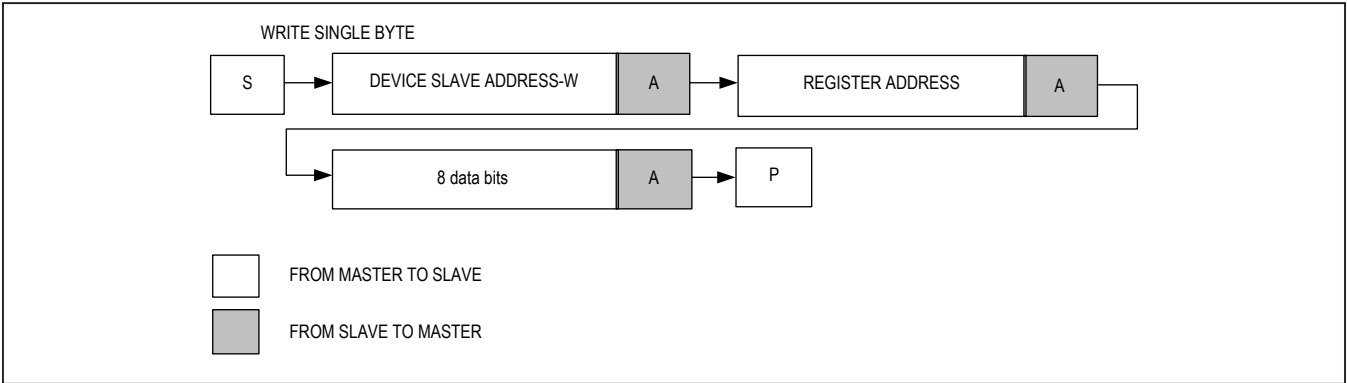 WRITE SINGLE BYTE
S DEVICE SLAVE ADDRESS-W A REGISTER ADDRESS A
8 data bits A P
FROM MASTER TO SLAVE
FROM SLAVE TO MASTER